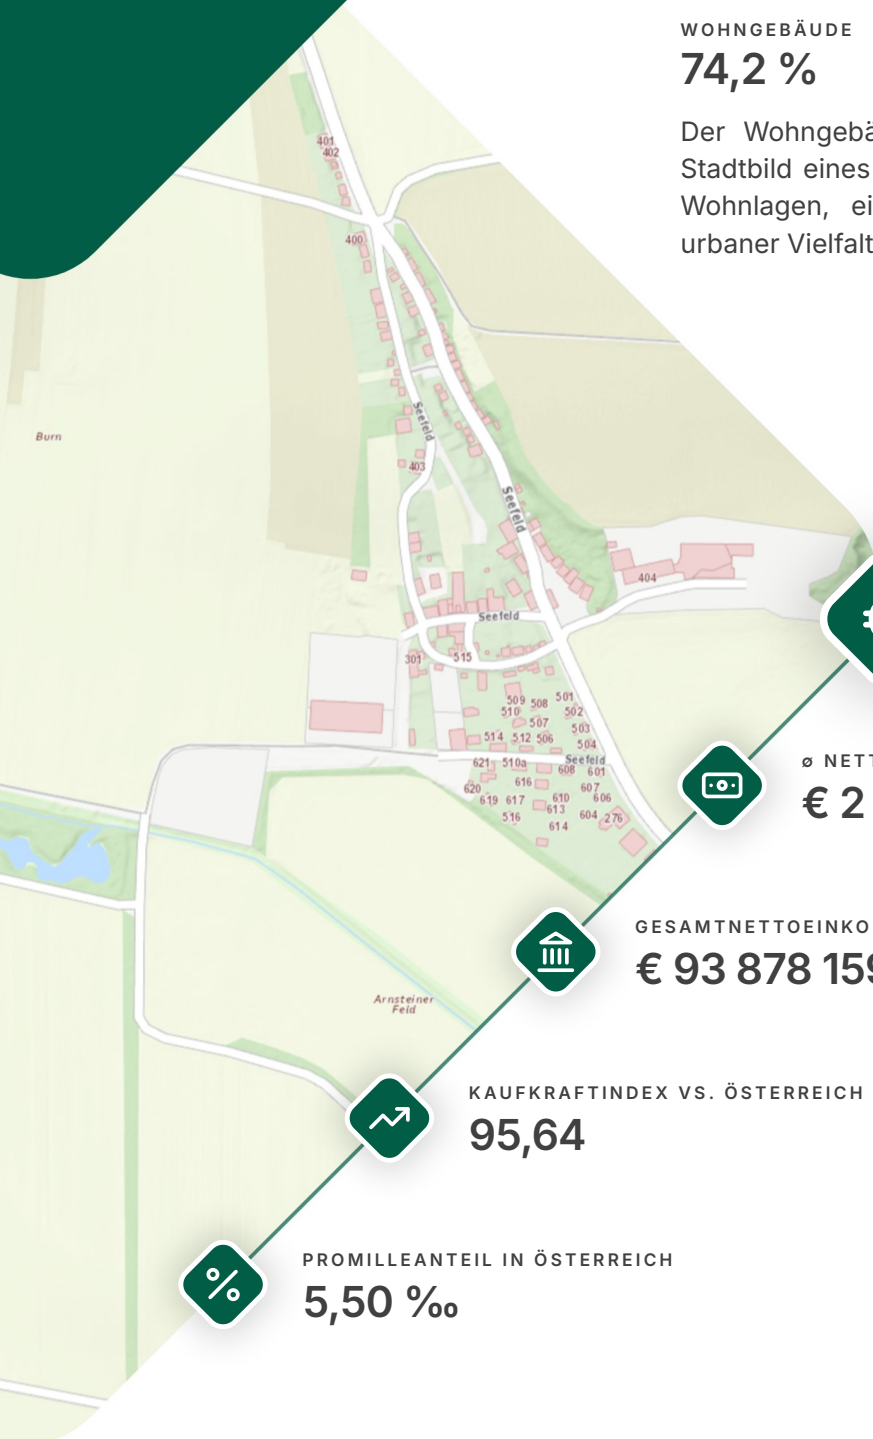 WOHNGEBÄUDE
74,2 %
Der Wohngebä
Stadtbild eines
Wohnlagen, ei
urbaner Vielfalt
401
402
400
Burn
Seefeld
403
Seefeld
404
Seefeld
301
515
509 508 501
510 502
507 503
514 512 506 504
Seefeld
621 510a 608 601
620 616 607
619 617 610 606
613
516 604 276
614
ø NETT
€ 2
GESAMTNETTOEINKO
€ 93 878 159
Arnsteiner
Feld
KAUFKRAFTINDEX VS. ÖSTERREICH
95,64
PROMILLEANTEIL IN ÖSTERREICH
5,50 ‰